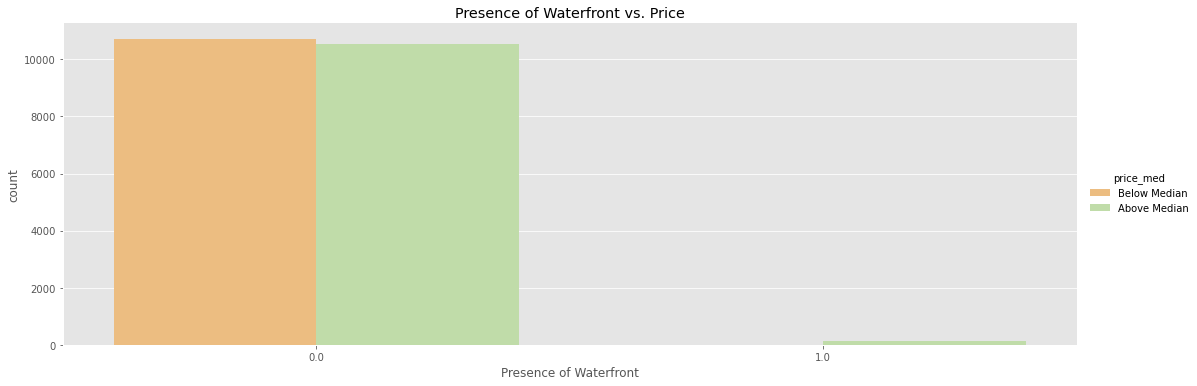 Presence of Waterfront vs. Price
10000
8000
6000
4000
2000
0
count
0.0
1.0
Presence of Waterfront
price_med
Below Median
Above Median